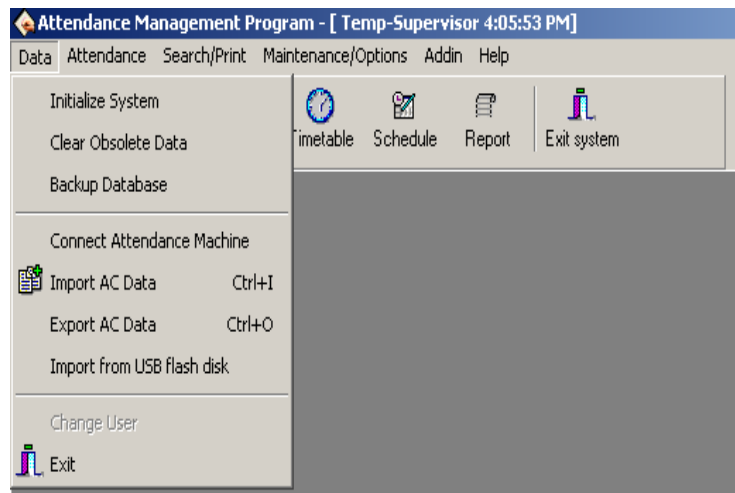 Attendance Management Program - [ Temp-Supervisor 4:05:53 PM]
Data Attendance Search/Print Maintenance/Options Addin Help
Initialize System
Clear Obsolete Data
Backup Database
Connect Attendance Machine
Import AC Data Ctrl+I
Export AC Data Ctrl+O
Import from USB flash disk
Change User
Exit
imetable Schedule Report Exit system